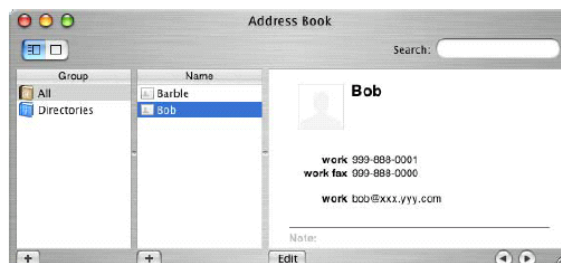 Address Book
Search:
Group
Name
All
Directories
Barble
Bob
Bob
work 999-888-0001
work fax 999-888-0000
work bob@xxx.yyy.com
Note:
+
+
Edit